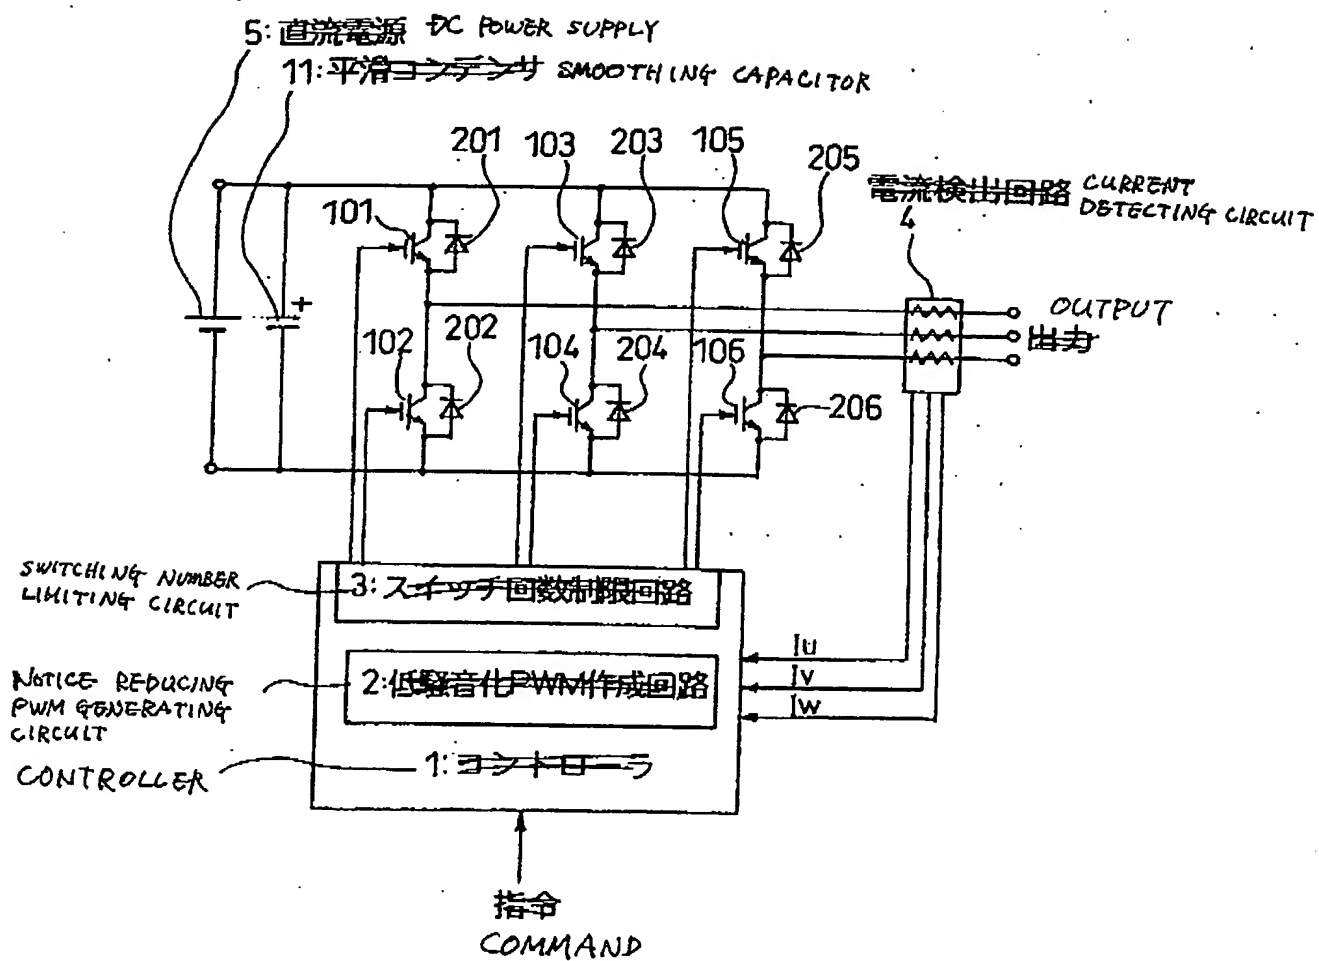 5: 直流電源 DC POWER SUPPLY
11: 平滑コンデンサ SMOOTHING CAPACITOR
201
103
203
105
205
電流検出回路 CURRENT
DETECTING CIRCUIT
4
101
+
OUTPUT
出力
102
202
104
204
106
206
SWITCHING NUMBER
LIMITING CIRCUIT
3: スイッチ回数制限回路
IU
IV
IW
NOTICE REDUCING
PWM GENERATING
CIRCUIT
2: 低騒音化PWM作成回路
CONTROLLER
1: コントローラ
指令
COMMAND